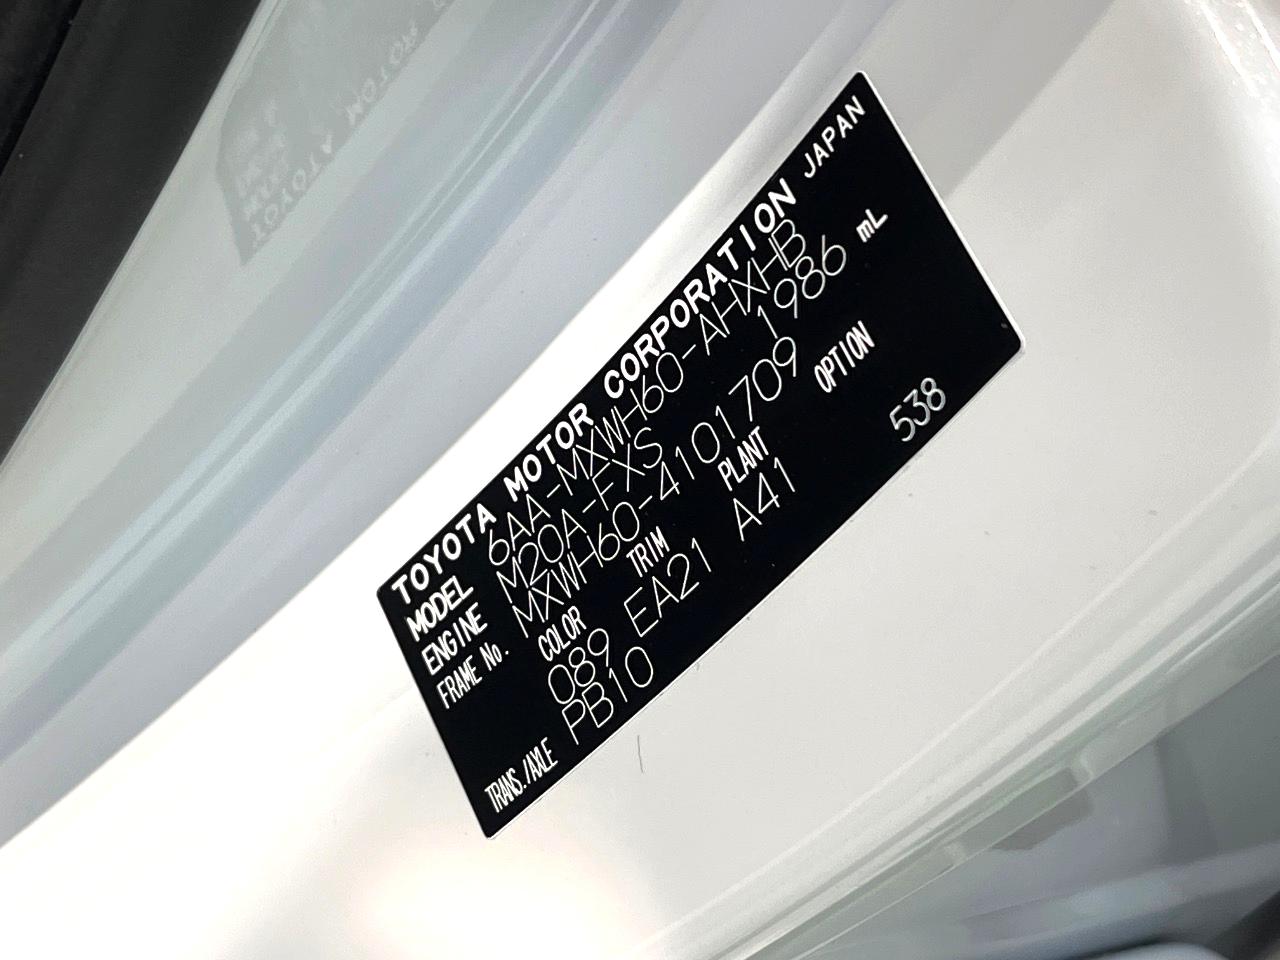 TOYOTA MOTOR CORPORATION JAPAN
MODEL 6AA-MXWH60-AHXHB
ENGINE M20A-FXS 1986 mL
FRAME No. MXWH60-4101709
COLOR TRIM PLANT OPTION
089 EA21 A41 538
TRANS./AXLE PB10